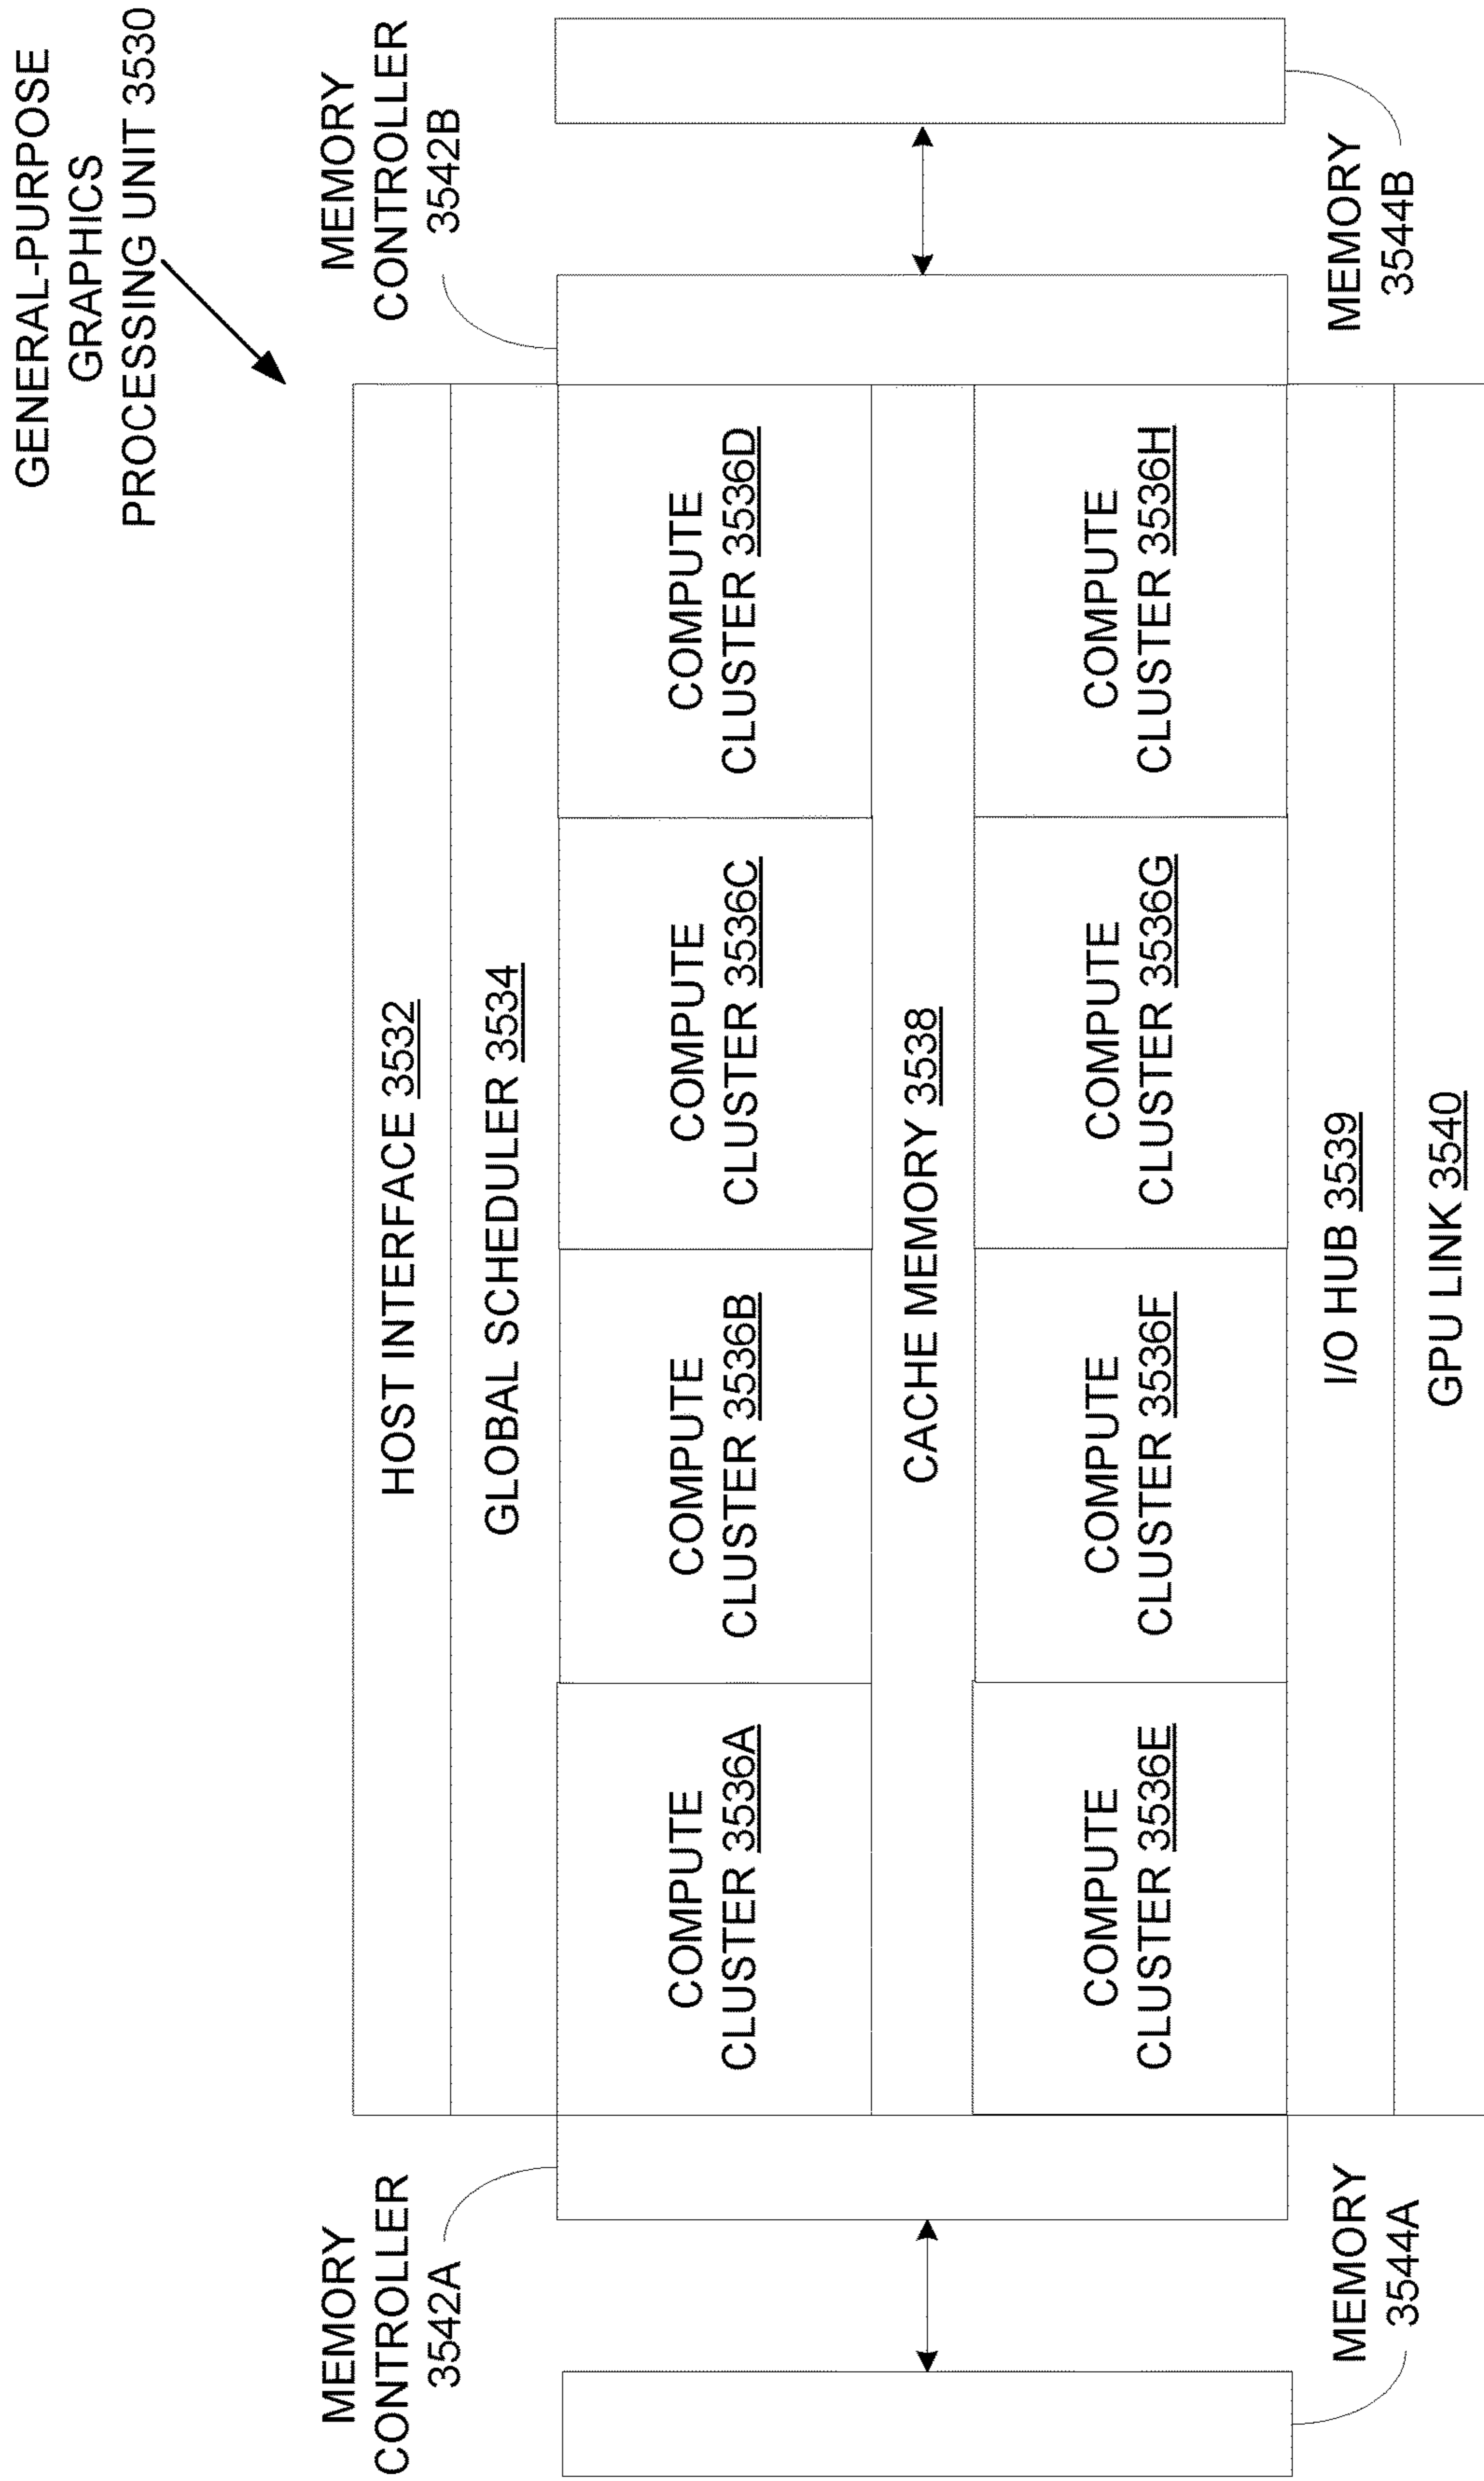 GENERAL-PURPOSE
GRAPHICS
PROCESSING UNIT 3530
MEMORY
CONTROLLER
3542A
MEMORY
CONTROLLER
3542B
HOST INTERFACE 3532
GLOBAL SCHEDULER 3534
COMPUTE
CLUSTER 3536A
COMPUTE
CLUSTER 3536B
COMPUTE
CLUSTER 3536C
COMPUTE
CLUSTER 3536D
CACHE MEMORY 3538
COMPUTE
CLUSTER 3536E
COMPUTE
CLUSTER 3536F
COMPUTE
CLUSTER 3536G
COMPUTE
CLUSTER 3536H
I/O HUB 3539
GPU LINK 3540
MEMORY
3544A
MEMORY
3544B